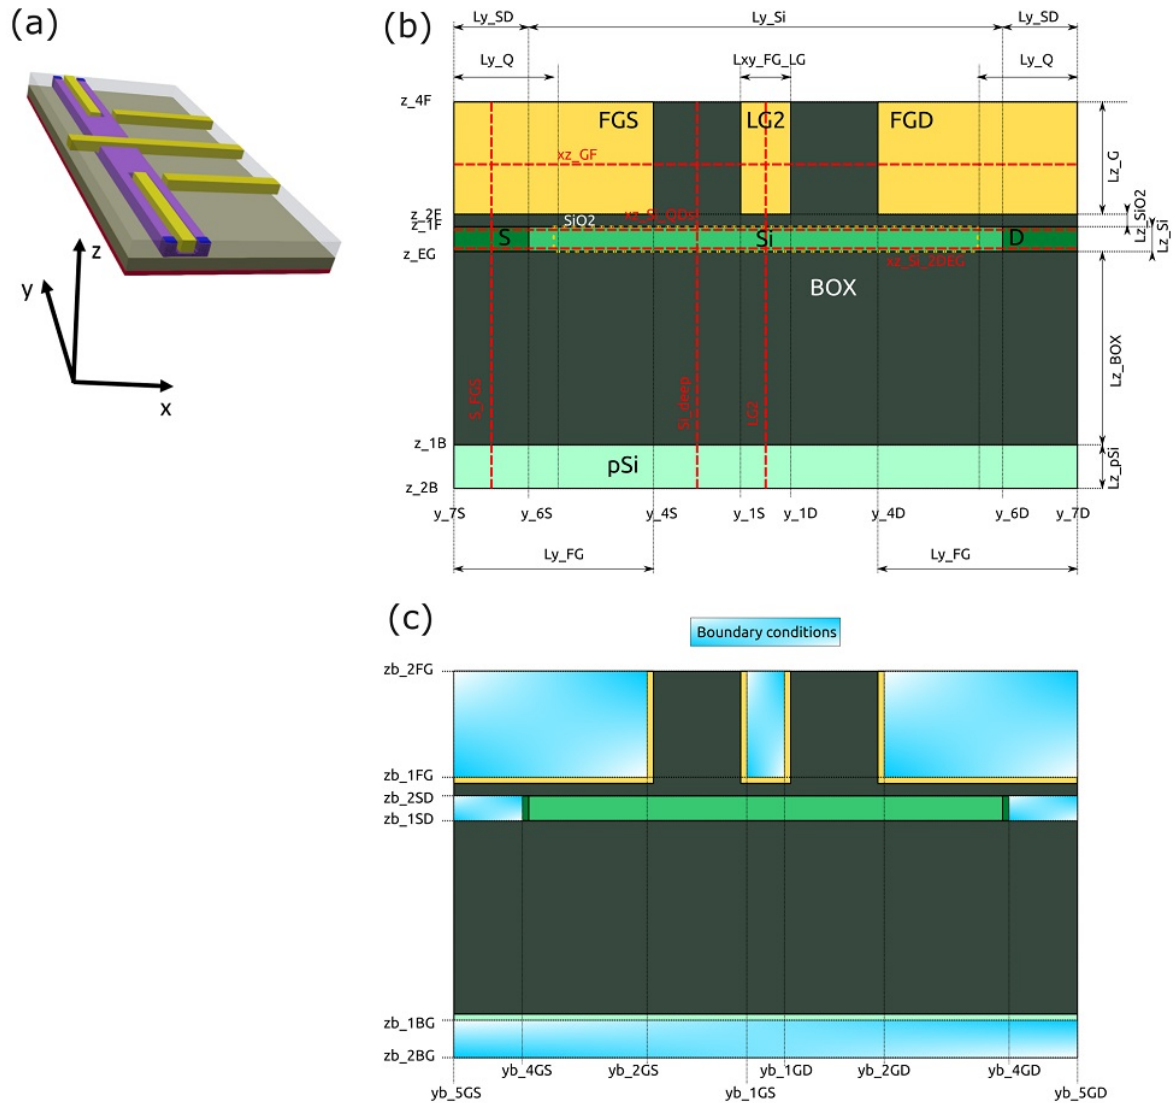 (a)
z
y
x
(b)
Ly_SD
Ly_Si
Ly_SD
Ly_Q
Lxy_FG_LG
Ly_Q
z_4F
FGS
LG2
FGD
xz_GF
Lz_G
z_2F
SiO2
xz_Si_QDs
Lz_SiO2
z_1F
S
Si
D
Lz_Si
z_EG
xz_Si_2DEG
BOX
Lz_BOX
S_FGS
Si_deep
LG2
z_1B
pSi
Lz_pSi
z_2B
y_7S
y_6S
y_4S
y_1S
y_1D
y_4D
y_6D
y_7D
Ly_FG
Ly_FG
(c)
Boundary conditions
zb_2FG
zb_1FG
zb_2SD
zb_1SD
zb_1BG
zb_2BG
yb_4GS
yb_2GS
yb_1GD
yb_2GD
yb_4GD
yb_5GS
yb_1GS
yb_5GD